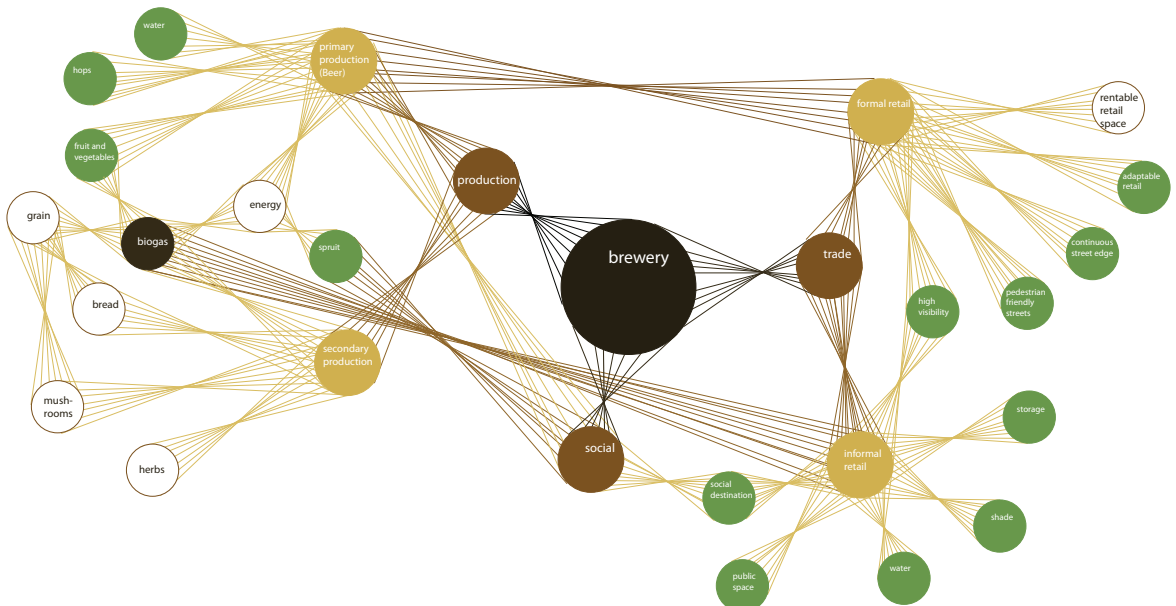 water
primary
production
(Beer)
hops
formal retail
rentable
retail
space
fruit and
vegetables
production
adaptable
retail
energy
grain
biogas
spruit
brewery
trade
continuous
street edge
bread
high
visibility
pedestrian
friendly
streets
secondary
production
mush-
rooms
storage
social
informal
retail
herbs
social
destination
shade
public
space
water